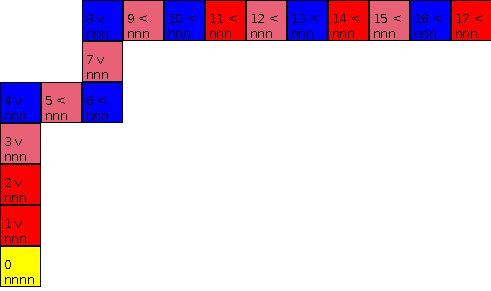 8 v 9 < 10 < 11 < 12 < 13 < 14 < 15 < 16 < 17 <
nnn nnn nnn nnn nnn nnn nnn nnn nnn nnn
7 v
nnn
4 v 5 < 6 <
nnn nnn nnn
3 v
nnn
2 v
nnn
1 v
nnn
0
nnnn